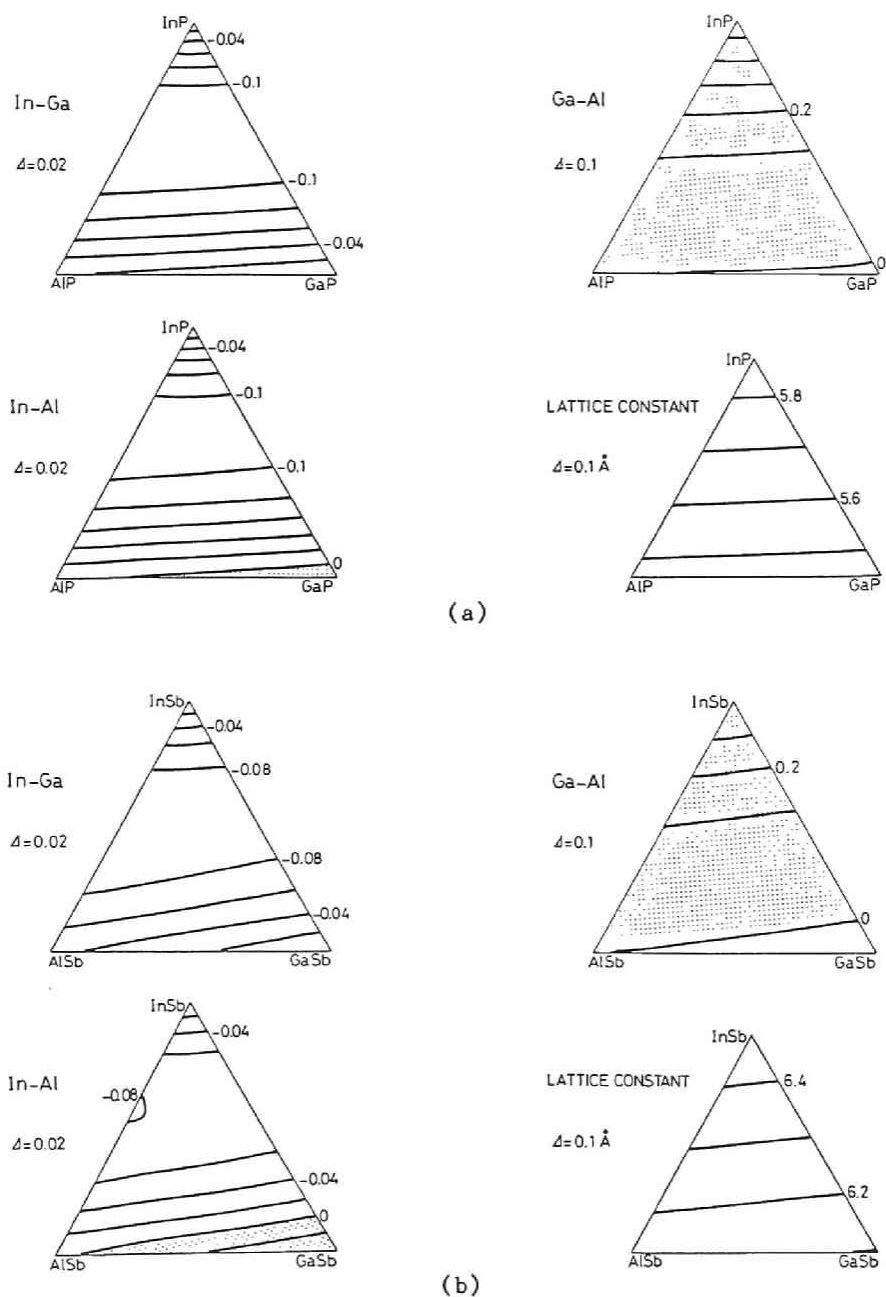 InP
-0.04
-0.1
In-Ga
Δ=0.02
-0.1
-0.04
AlP
GaP
InP
0.2
Ga-Al
Δ=0.1
0
AlP
GaP
InP
-0.04
-0.1
In-Al
Δ=0.02
-0.1
0
AlP
GaP
InP
LATTICE CONSTANT
5.8
Δ=0.1Å
5.6
AlP
GaP
(a)
InSb
-0.04
-0.08
In-Ga
Δ=0.02
-0.08
-0.04
AlSb
GaSb
InSb
0.2
Ga-Al
Δ=0.1
0
AlSb
GaSb
InSb
-0.04
In-Al
-0.08
Δ=0.02
-0.04
0
AlSb
GaSb
InSb
LATTICE CONSTANT
6.4
Δ=0.1Å
6.2
AlSb
GaSb
(b)